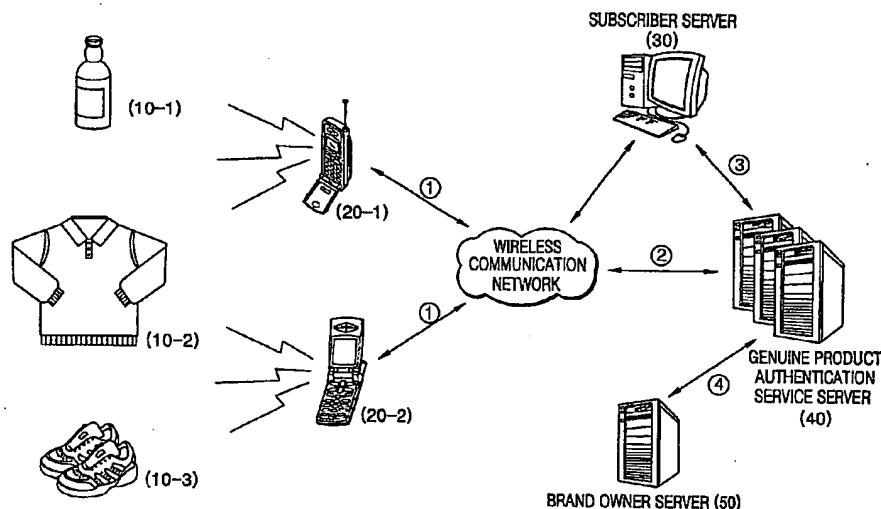 SUBSCRIBER SERVER
(30)
(10-1)
(20-1)
①
③
WIRELESS
COMMUNICATION
NETWORK
②
(10-2)
①
(20-2)
GENUINE PRODUCT
AUTHENTICATION
SERVICE SERVER
(40)
④
(10-3)
BRAND OWNER SERVER (50)